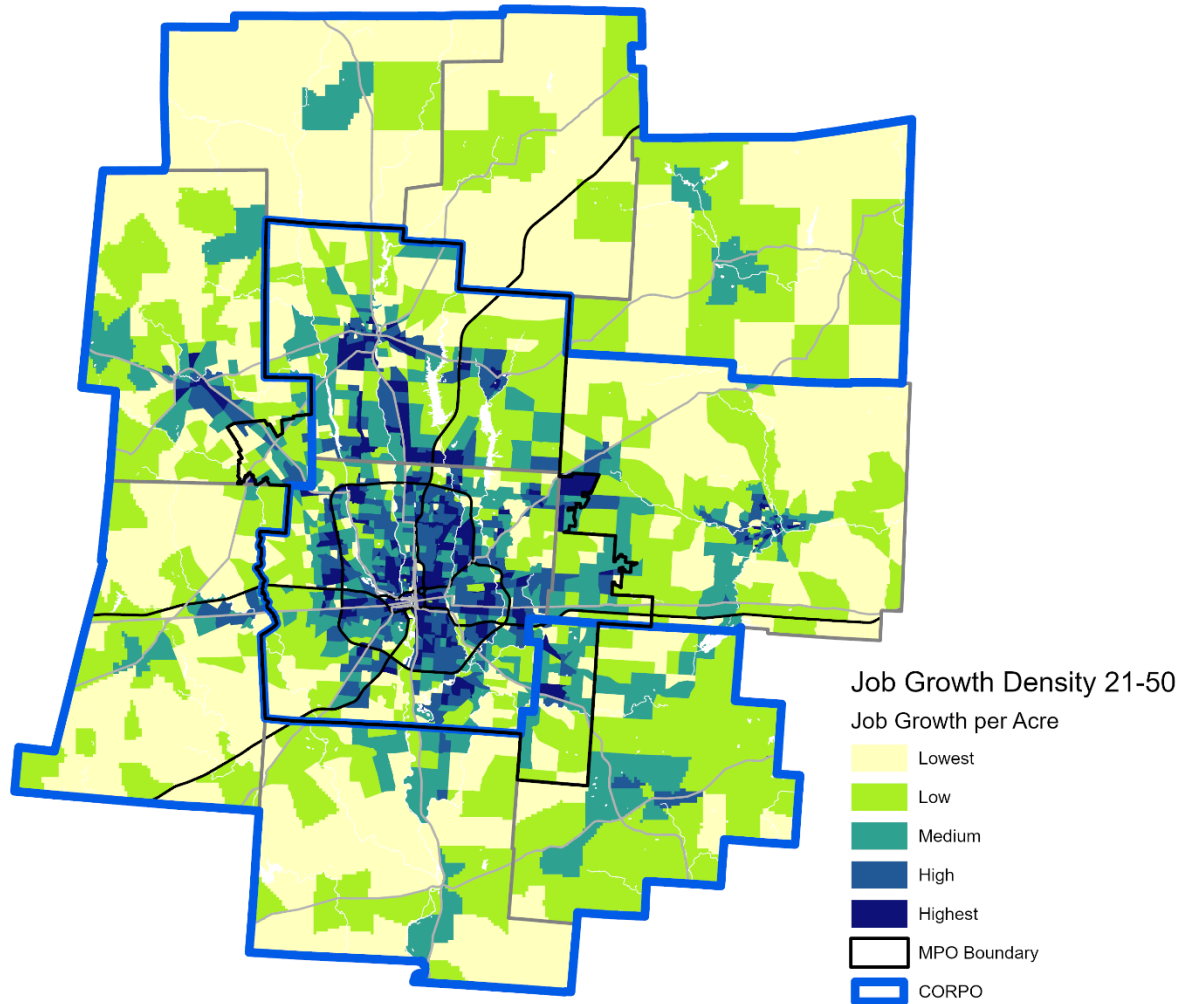 Job Growth Density 21-50
Job Growth per Acre
Lowest
Low
Medium
High
Highest
MPO Boundary
CORPO